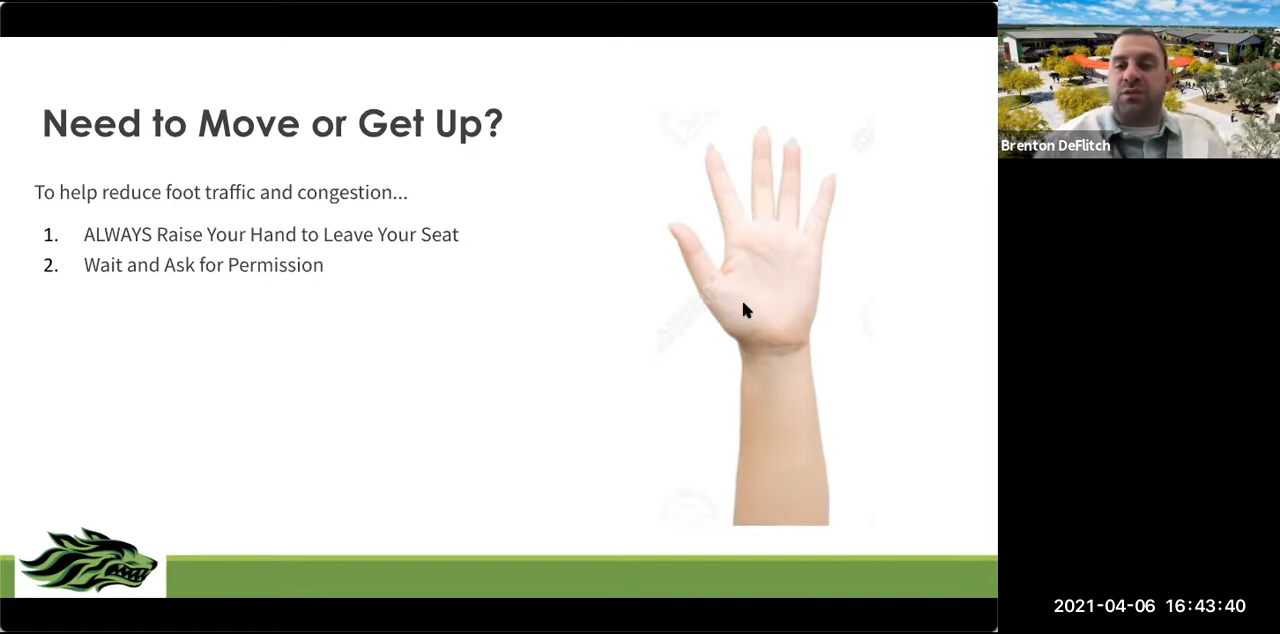 Need to Move or Get Up?
To help reduce foot traffic and congestion...
1. ALWAYS Raise Your Hand to Leave Your Seat
2. Wait and Ask for Permission
Brenton DeFlitch
2021-04-06 16:43:40